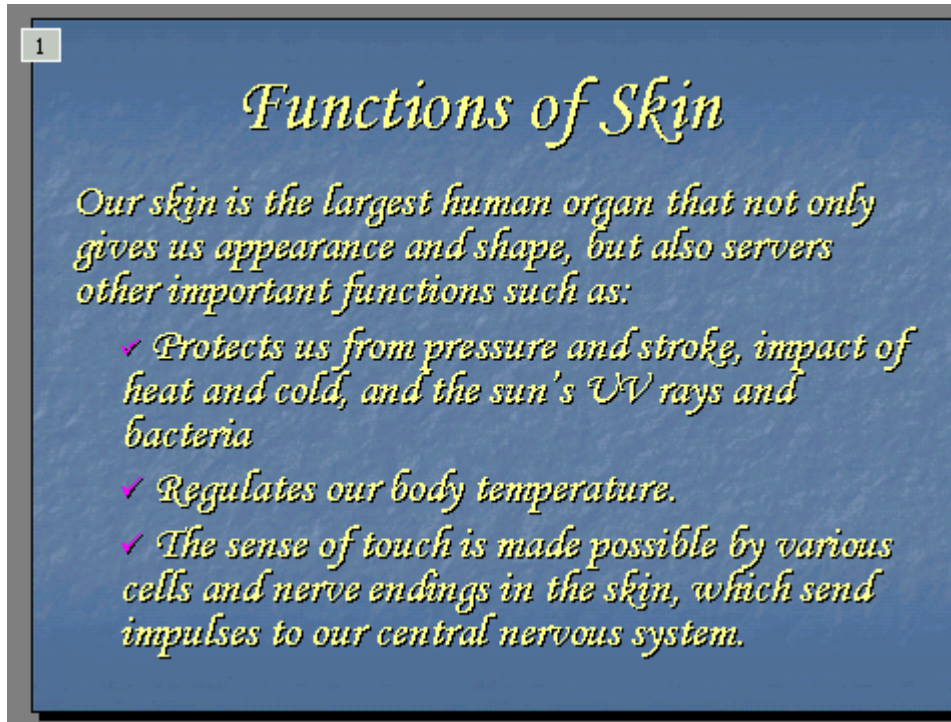 1
Functions of Skin
Our skin is the largest human organ that not only
gives us appearance and shape, but also servers
other important functions such as:
✓ Protects us from pressure and stroke, impact of
heat and cold, and the sun's UV rays and
bacteria
✓ Regulates our body temperature.
✓ The sense of touch is made possible by various
cells and nerve endings in the skin, which send
impulses to our central nervous system.